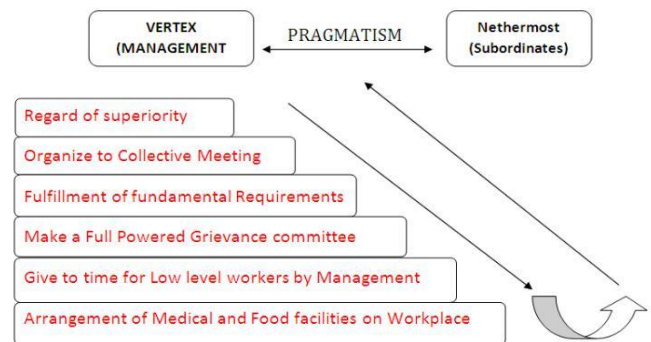 VERTEX
(MANAGEMENT
PRAGMATISM
Nethermost
(Subordinates)
Regard of superiority
Organize to Collective Meeting
Fulfillment of fundamental Requirements
Make a Full Powered Grievance committee
Give to time for Low level workers by Management
Arrangement of Medical and Food facilities on Workplace